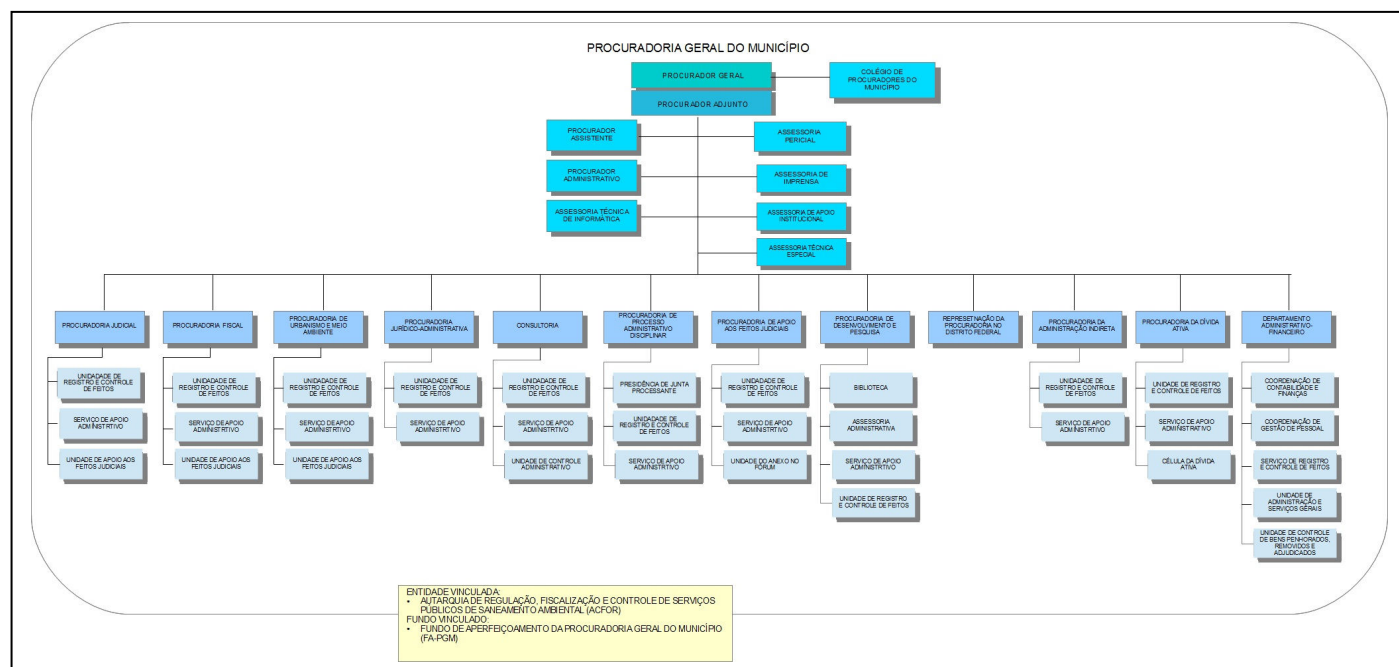 PROCURADORIA GERAL DO MUNICÍPIO
PROCURADOR GERAL
COLÉGIO DE
PROCURADORES DO
MUNICÍPIO
PROCURADOR ADJUNTO
PROCURADOR
ASSISTENTE
ASSESSORIA
PERICIAL
PROCURADOR
ADMINISTRATIVO
ASSESSORIA DE
IMPRENSA
ASSESSORIA TÉCNICA
DE INFORMÁTICA
ASSESSORIA DE APOIO
INSTITUCIONAL
ASSESSORIA TÉCNICA
ESPECIAL
PROCURADORIA JUDICIAL
UNIDADADE DE
REGISTRO E CONTROLE
DE FEITOS
SERVIÇO DE APOIO
ADMINISTRTIVO
UNIDADE DE APOIO AOS
FEITOS JUDICIAIS
PROCURADORIA FISCAL
UNIDADE DE
REGISTRO E CONTROLE
DE FEITOS
SERVIÇO DE APOIO
ADMINISTRTIVO
UNIDADE DE APOIO AOS
FEITOS JUDICIAIS
PROCURADORIA DE
URBANISMO E MEIO
AMBIENTE
UNIDADE DE
REGISTRO E CONTROLE
DE FEITOS
SERVIÇO DE APOIO
ADMINISTRTIVO
UNIDADE DE APOIO AOS
FEITOS JUDICIAIS
PROCURADORIA
JURÍDICO-ADMINISTRATIVA
UNIDADE DE
REGISTRO E CONTROLE
DE FEITOS
SERVIÇO DE APOIO
ADMINISTRTIVO
CONSULTORIA
UNIDADE DE
REGISTRO E CONTROLE
DE FEITOS
SERVIÇO DE APOIO
ADMINISTRTIVO
UNIDADE DE CONTROLE
ADMINISTRATIVO
PROCURADORIA DE
PROCESSO
ADMINISTRATIVO
DISCIPLINAR
PRESIDÊNCIA DE JUNTA
PROCESSANTE
UNIDADADE DE
REGISTRO E CONTROLE
DE FEITOS
SERVIÇO DE APOIO
ADMINISTRTIVO
PROCURADORIA DE APOIO
AOS FEITOS JUDICIAIS
UNIDADE DE
REGISTRO E CONTROLE
DE FEITOS
SERVIÇO DE APOIO
ADMINISTRTIVO
UNIDADE DO ANEXO NO
FÓRUM
PROCURADORIA DE
DESENVOLVIMENTO E
PESQUISA
BIBLIOTECA
ASSESSORIA
ADMINISTRATIVA
SERVIÇO DE APOIO
ADMINISTRTIVO
UNIDADE DE REGISTRO
E CONTROLE DE FEITOS
REPRESETNAÇÃO DA
PROCURADORIA NO
DISTRITO FEDERAL
PROCURADORIA DA
ADMINISTRAÇÃO INDIRETA
UNIDADE DE
REGISTRO E CONTROLE
DE FEITOS
SERVIÇO DE APOIO
ADMINISTRTIVO
PROCURADORIA DA DÍVIDA
ATIVA
UNIDADE DE REGISTRO
E CONTROLE DE FEITOS
SERVIÇO DE APOIO
ADMINISTRATIVO
CÉLULA DA DÍVIDA
ATIVA
DEPARTAMENTO
ADMINISTRATIVO-
FINANCEIRO
COORDENAÇÃO DE
CONTABILIDADE E
FINANÇAS
COORDENAÇÃO DE
GESTÃO DE PESSOAL
SERVIÇO DE REGISTRO
E CONTROLE DE FEITOS
UNIDADE DE
ADMINISTRAÇÃO E
SERVIÇOS GERAIS
UNIDADE DE CONTROLE
DE BENS PENHORADOS,
REMOVIDOS E
ADJUDICADOS
ENTIDADE VINCULADA:
• AUTARQUIA DE REGULAÇÃO, FISCALIZAÇÃO E CONTROLE DE SERVIÇOS
PÚBLICOS DE SANEAMENTO AMBIENTAL (ACFOR)
FUNDO VINCULADO:
• FUNDO DE APERFEIÇOAMENTO DA PROCURADORIA GERAL DO MUNICÍPIO
(FA-PGM)